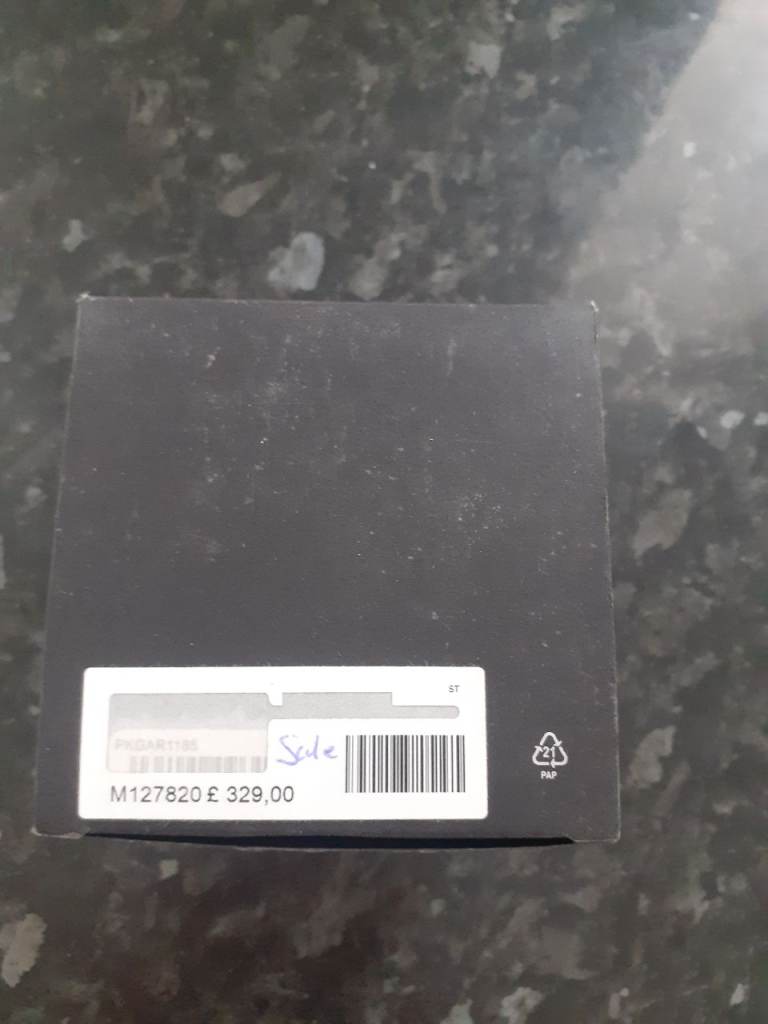 ST
PKGAR1185
Sale
M127820 £ 329,00
21
PAP